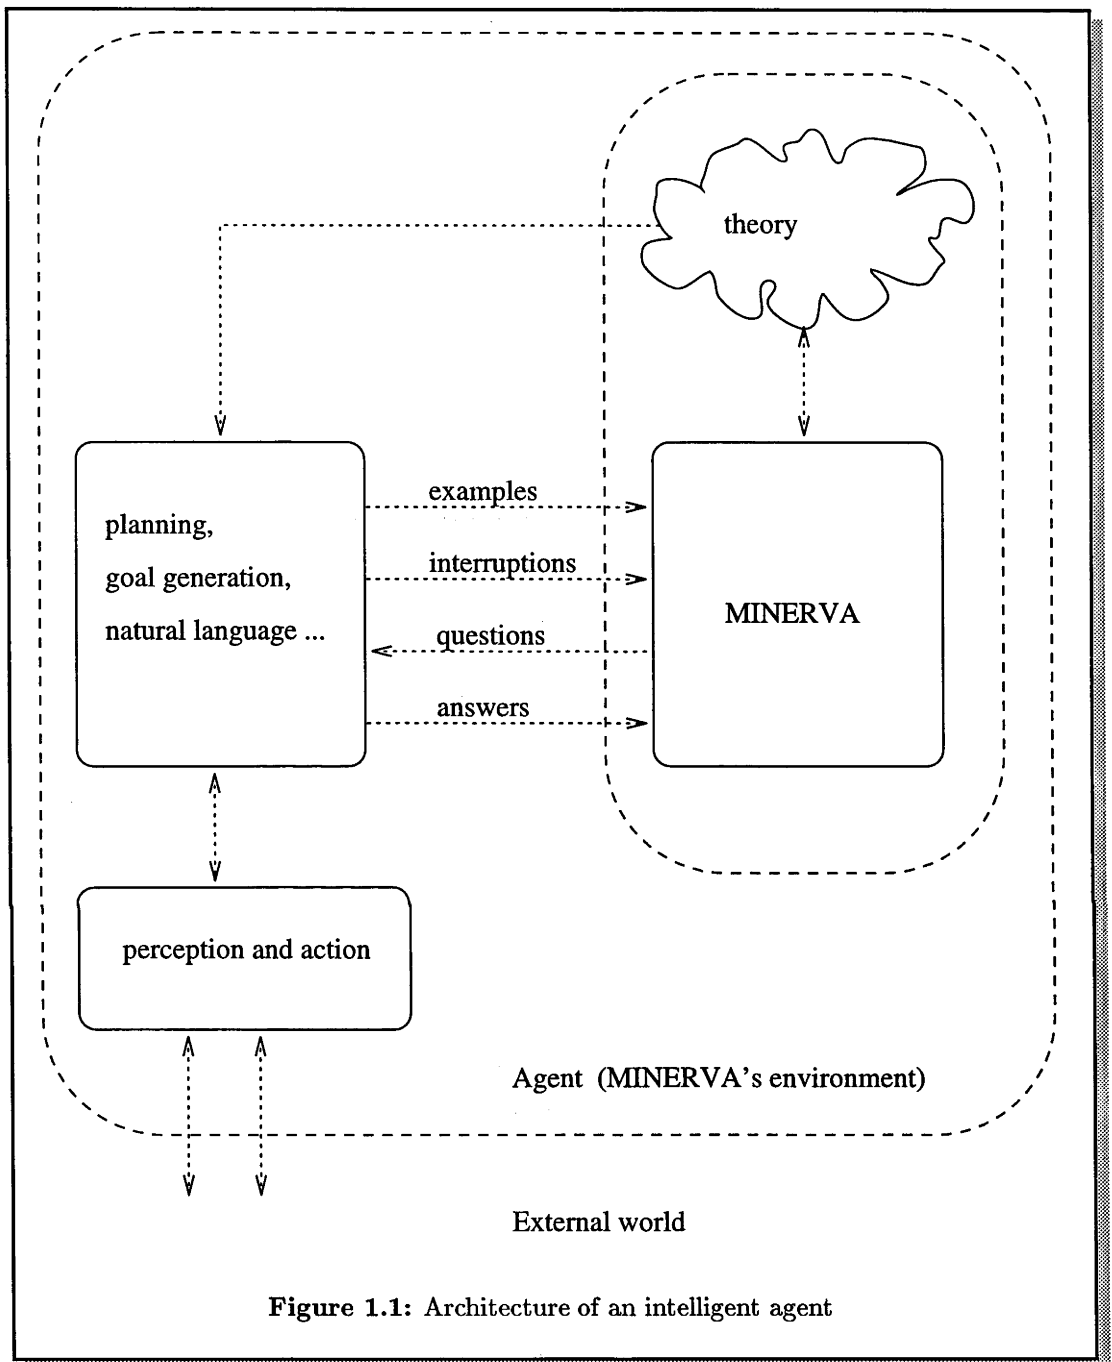 theory
examples
planning,
interruptions
goal generation,
MINERVA
natural language ...
questions
answers
perception and action
Agent (MINERVA's environment)
External world
Figure 1.1: Architecture of an intelligent agent